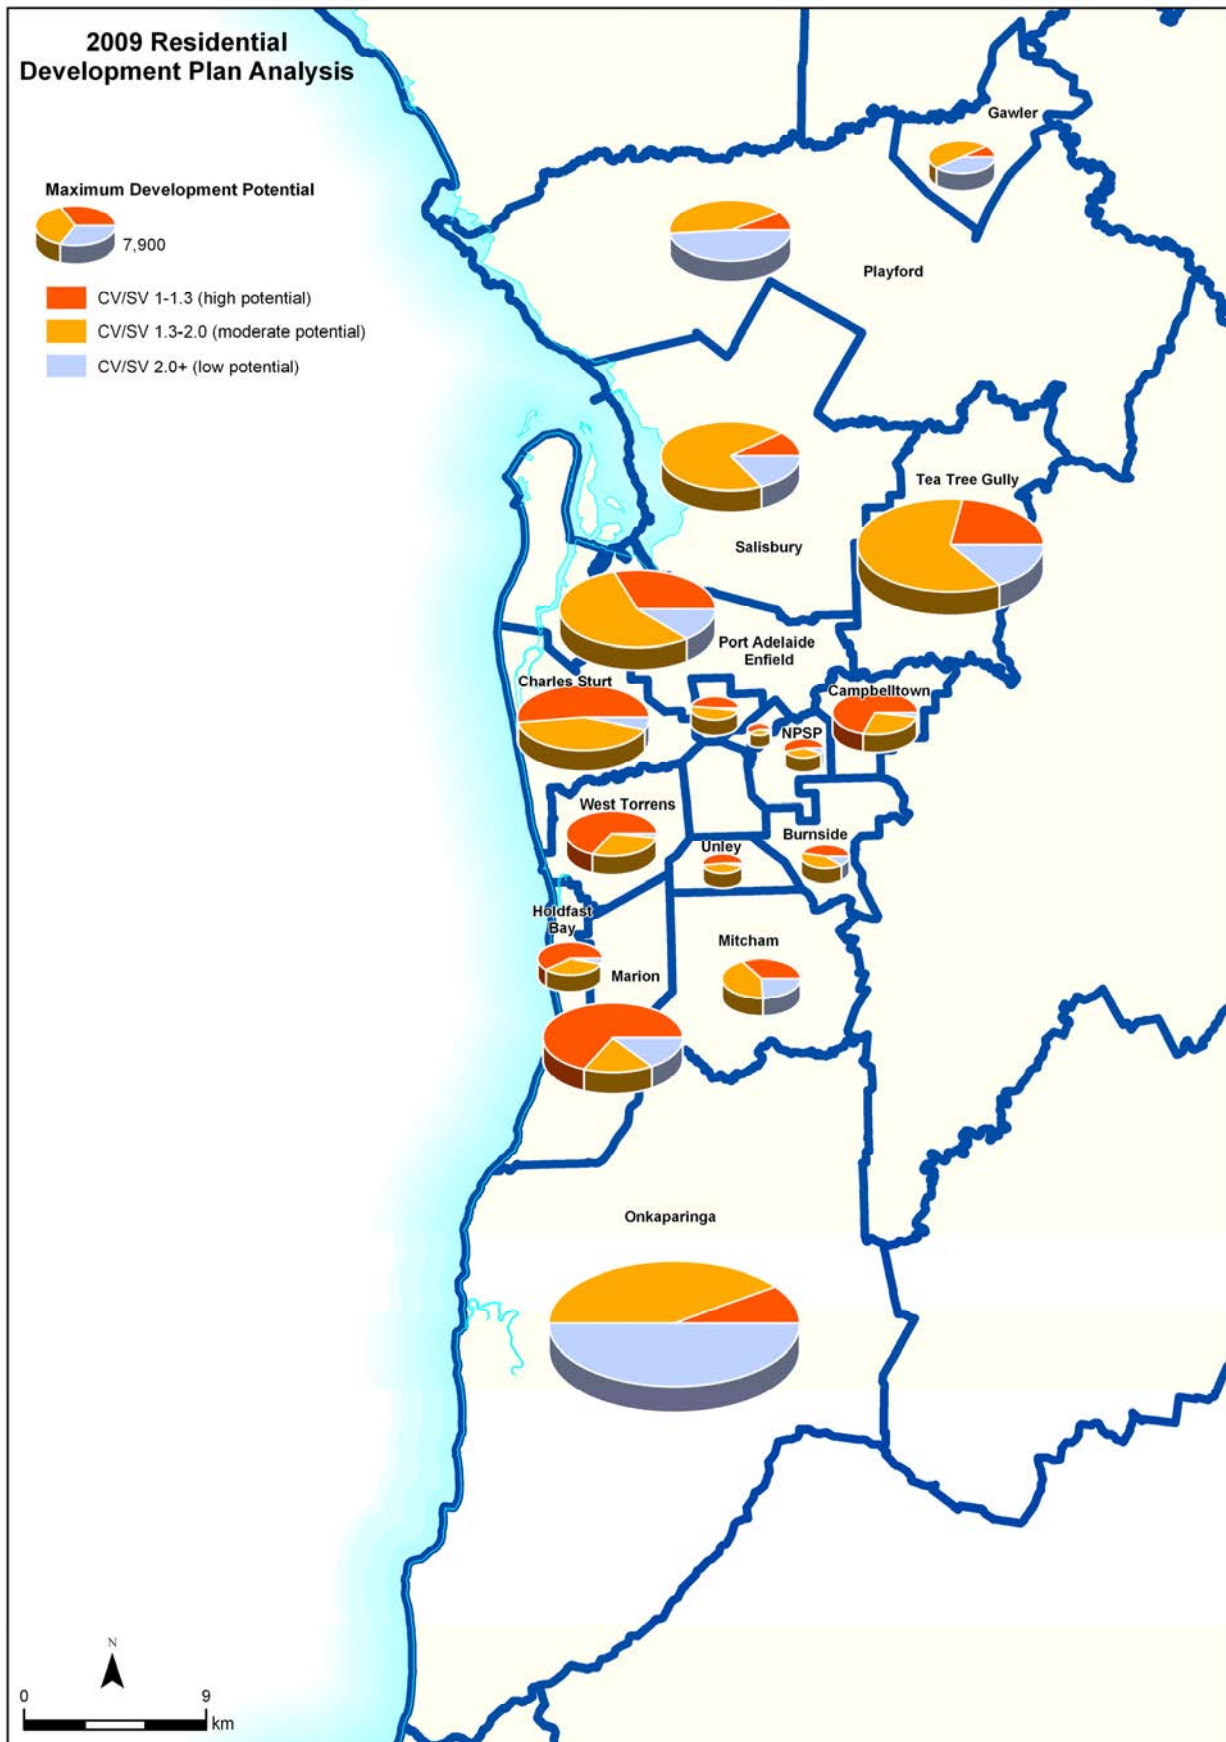 2009 Residential
Development Plan Analysis
Maximum Development Potential
7,900
CV/SV 1-1.3 (high potential)
CV/SV 1.3-2.0 (moderate potential)
CV/SV 2.0+ (low potential)
Gawler
Playford
Tea Tree Gully
Salisbury
Port Adelaide
Enfield
Charles Sturt
Campbelltown
NPSP
West Torrens
Burnside
Unley
Holdfast
Bay
Mitcham
Marion
Onkaparinga
N
0 9
km